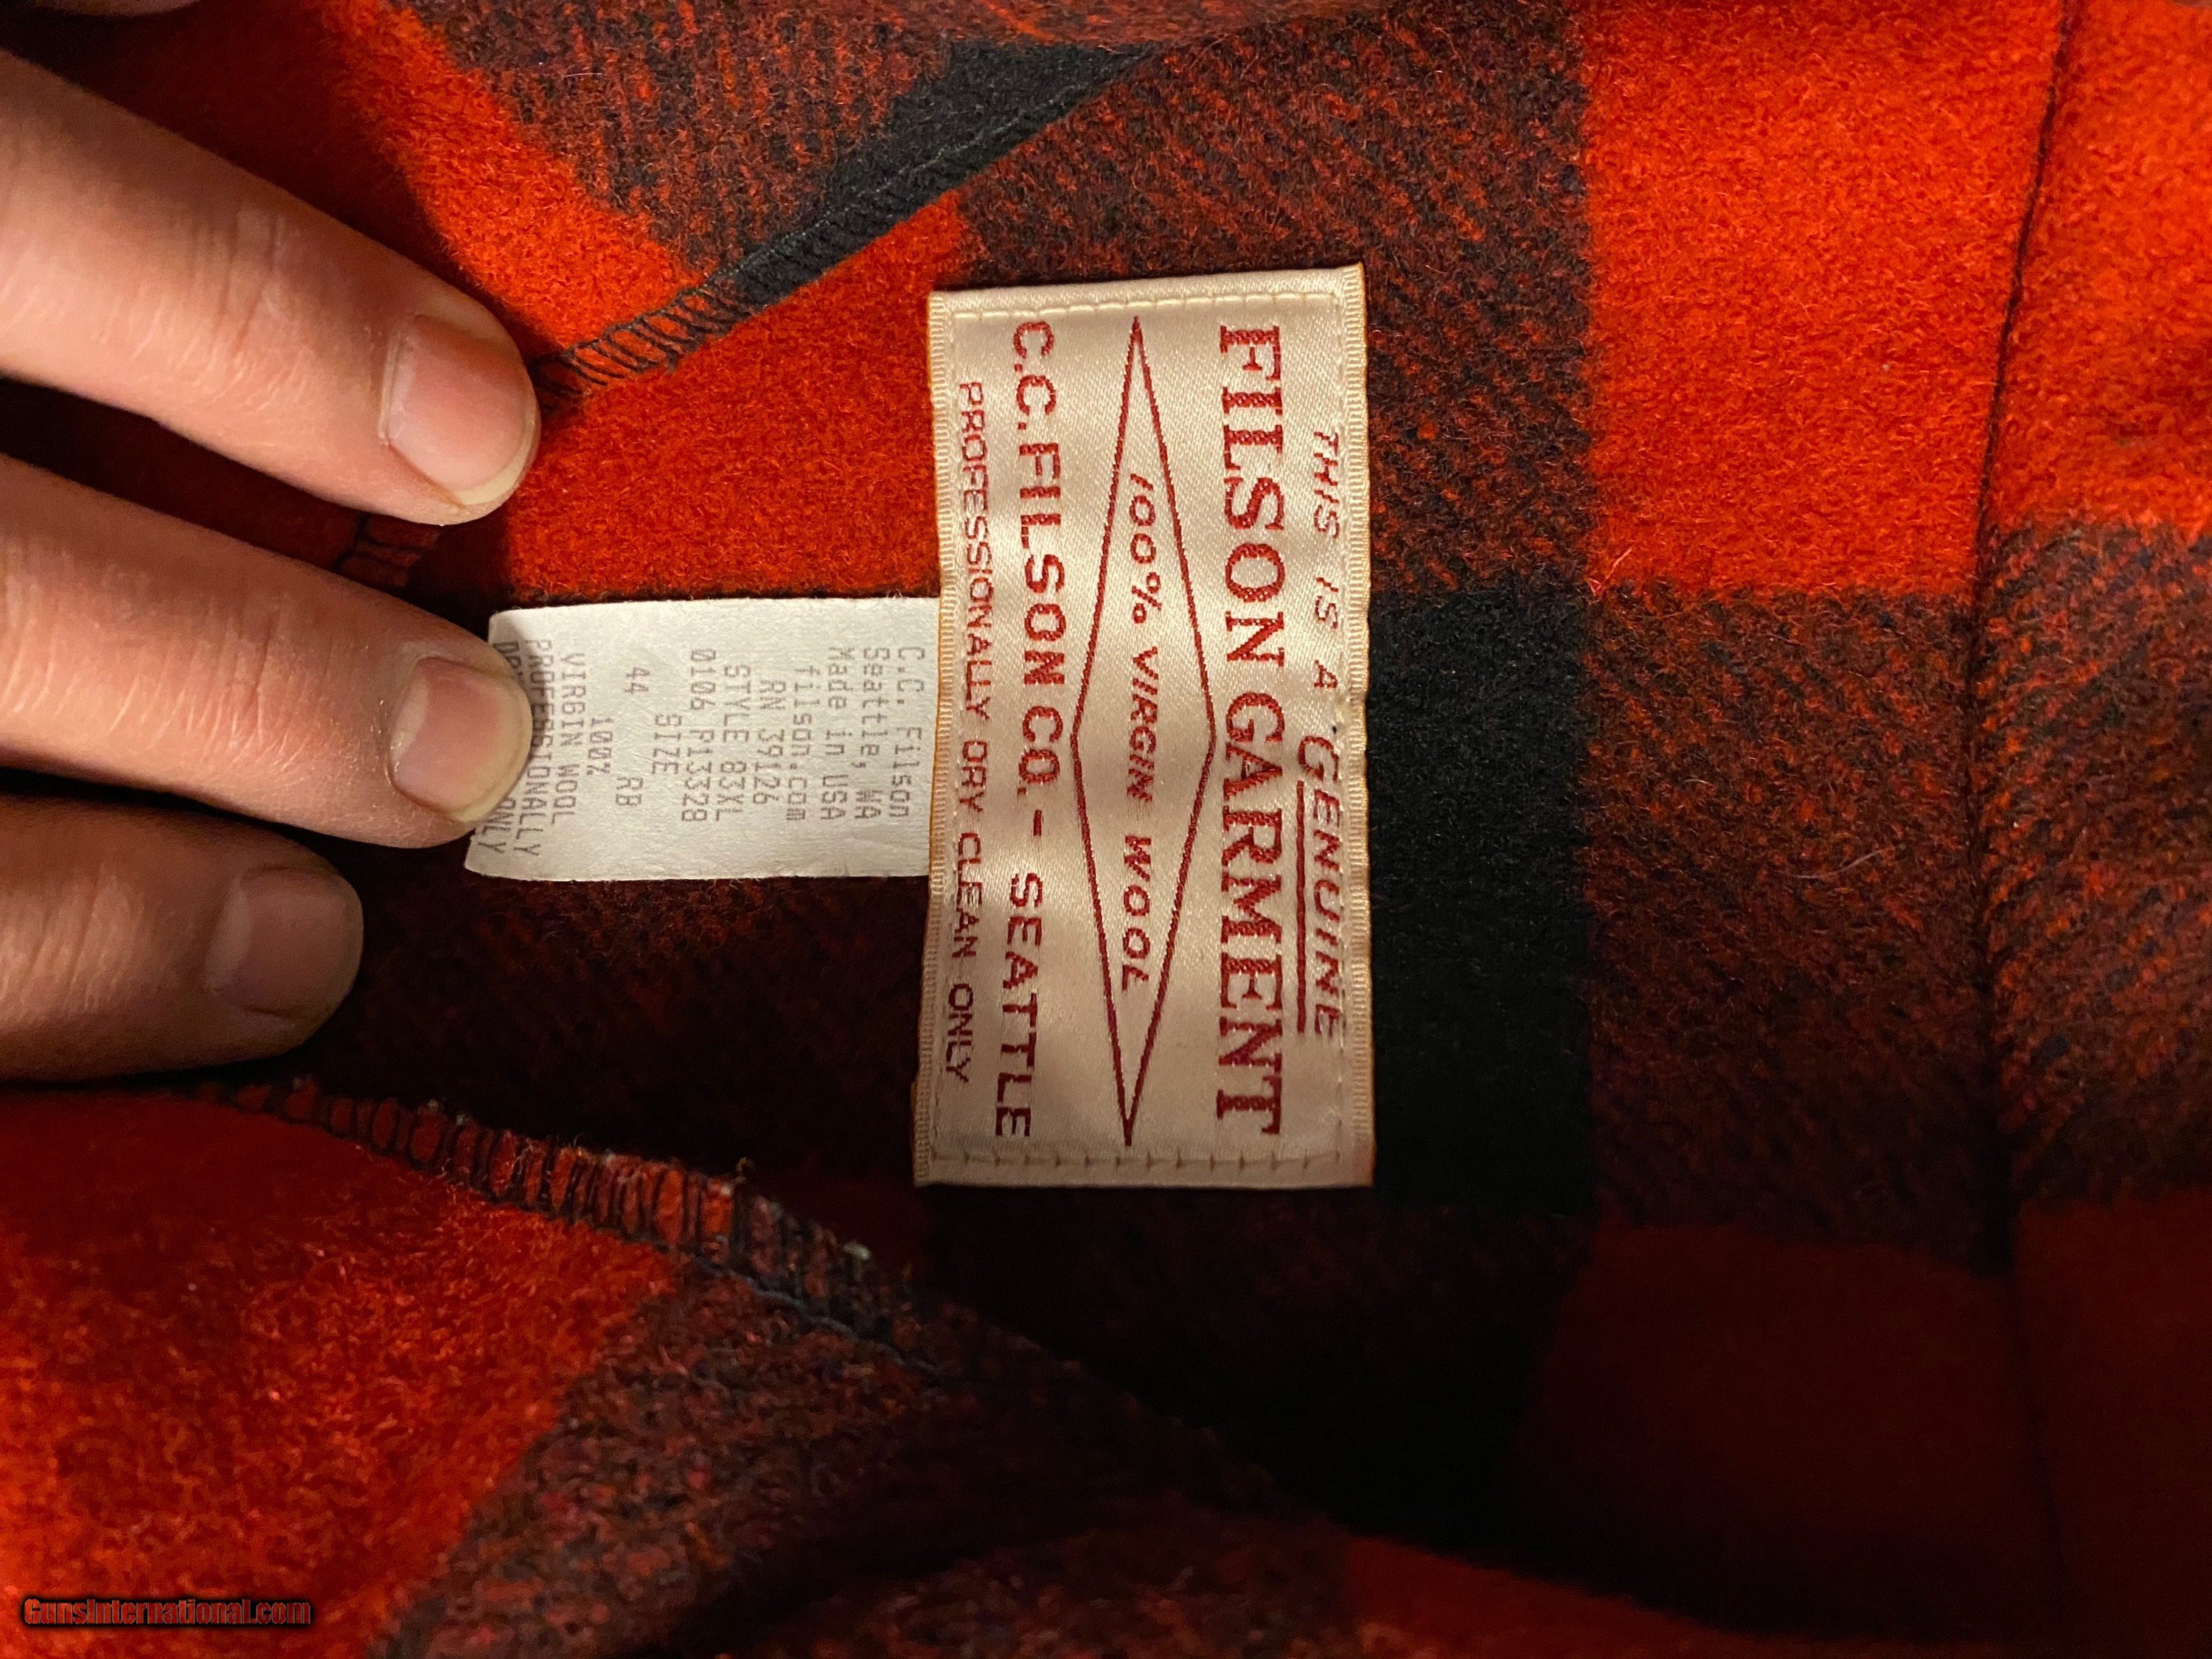 THIS IS A GENUINE
FILSON GARMENT
100% VIRGIN WOOL
C.C.FILSON CO. - SEATTLE
PROFESSIONALLY DRY CLEAN ONLY
C.C. Filson
Seattle, WA
Made in USA
filson.com
RN 39126
STYLE 83XL
0106 P13328
SIZE
44 RB
100%
VIRGIN WOOL
PROFESSIONALLY
ONLY
GunsInternational.com